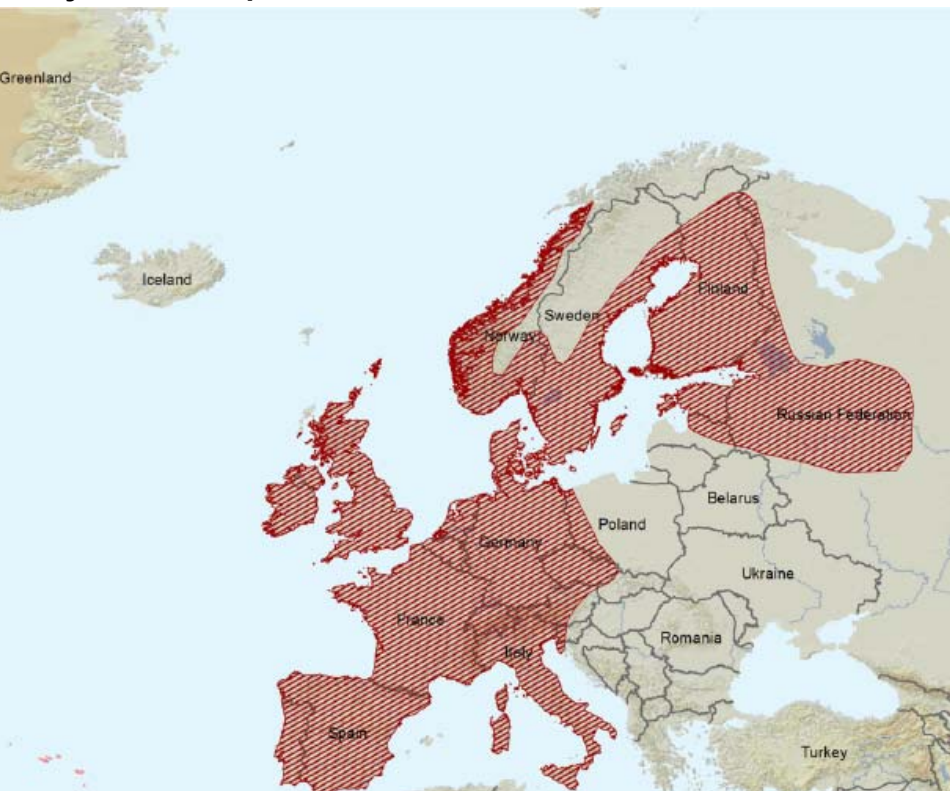 Greenland
Iceland
Finland
Sweden
Norway
Russian Federation
Belarus
Poland
Germany
Ukraine
France
Romania
Italy
Spain
Turkey